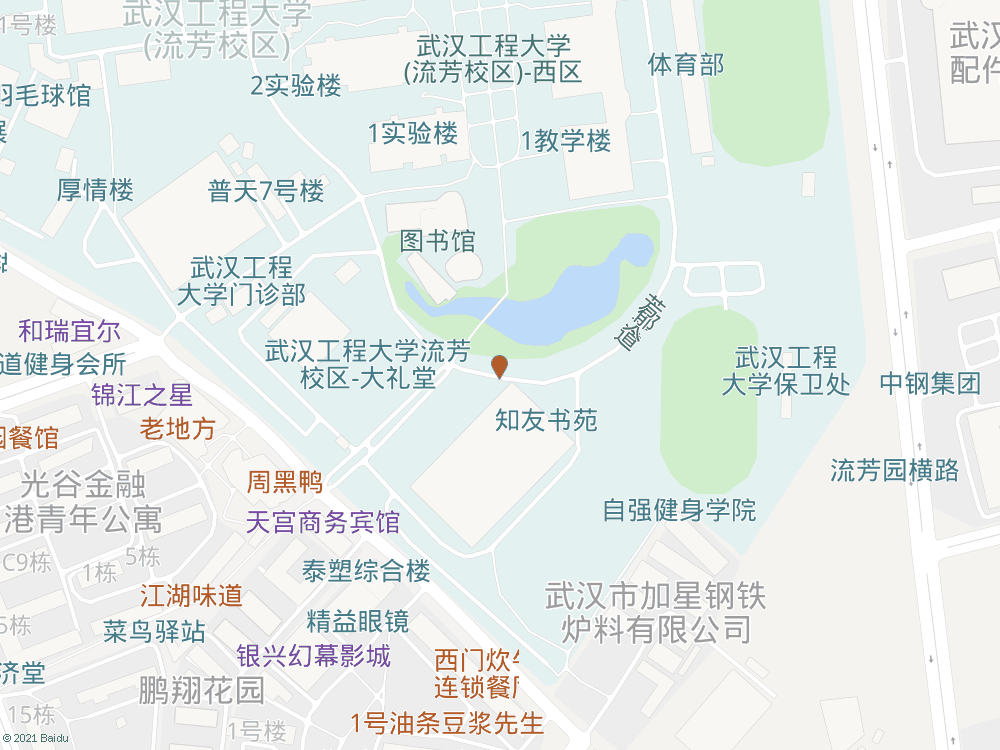 1号楼
武汉工程大学
(流芳校区)
武汉工程大学
(流芳校区)-西区
体育部
武汉
配件
2实验楼
羽毛球馆
1实验楼
1教学楼
厚情楼
普天7号楼
图书馆
武汉工程
大学门诊部
芳都道
和瑞宜尔
道健身会所
武汉工程大学流芳
校区-大礼堂
武汉工程
大学保卫处
中钢集团
锦江之星
老地方
知友书苑
园餐馆
周黑鸭
流芳园横路
光谷金融
港青年公寓
天宫商务宾馆
自强健身学院
C9栋
1栋
5栋
泰塑综合楼
江湖味道
武汉市加星钢铁
炉料有限公司
5栋
菜鸟驿站
精益眼镜
银兴幻幕影城
济堂
鹏翔花园
西门炊牛
连锁餐厅
15栋
1号楼
1号油条豆浆先生
© 2021 Baidu